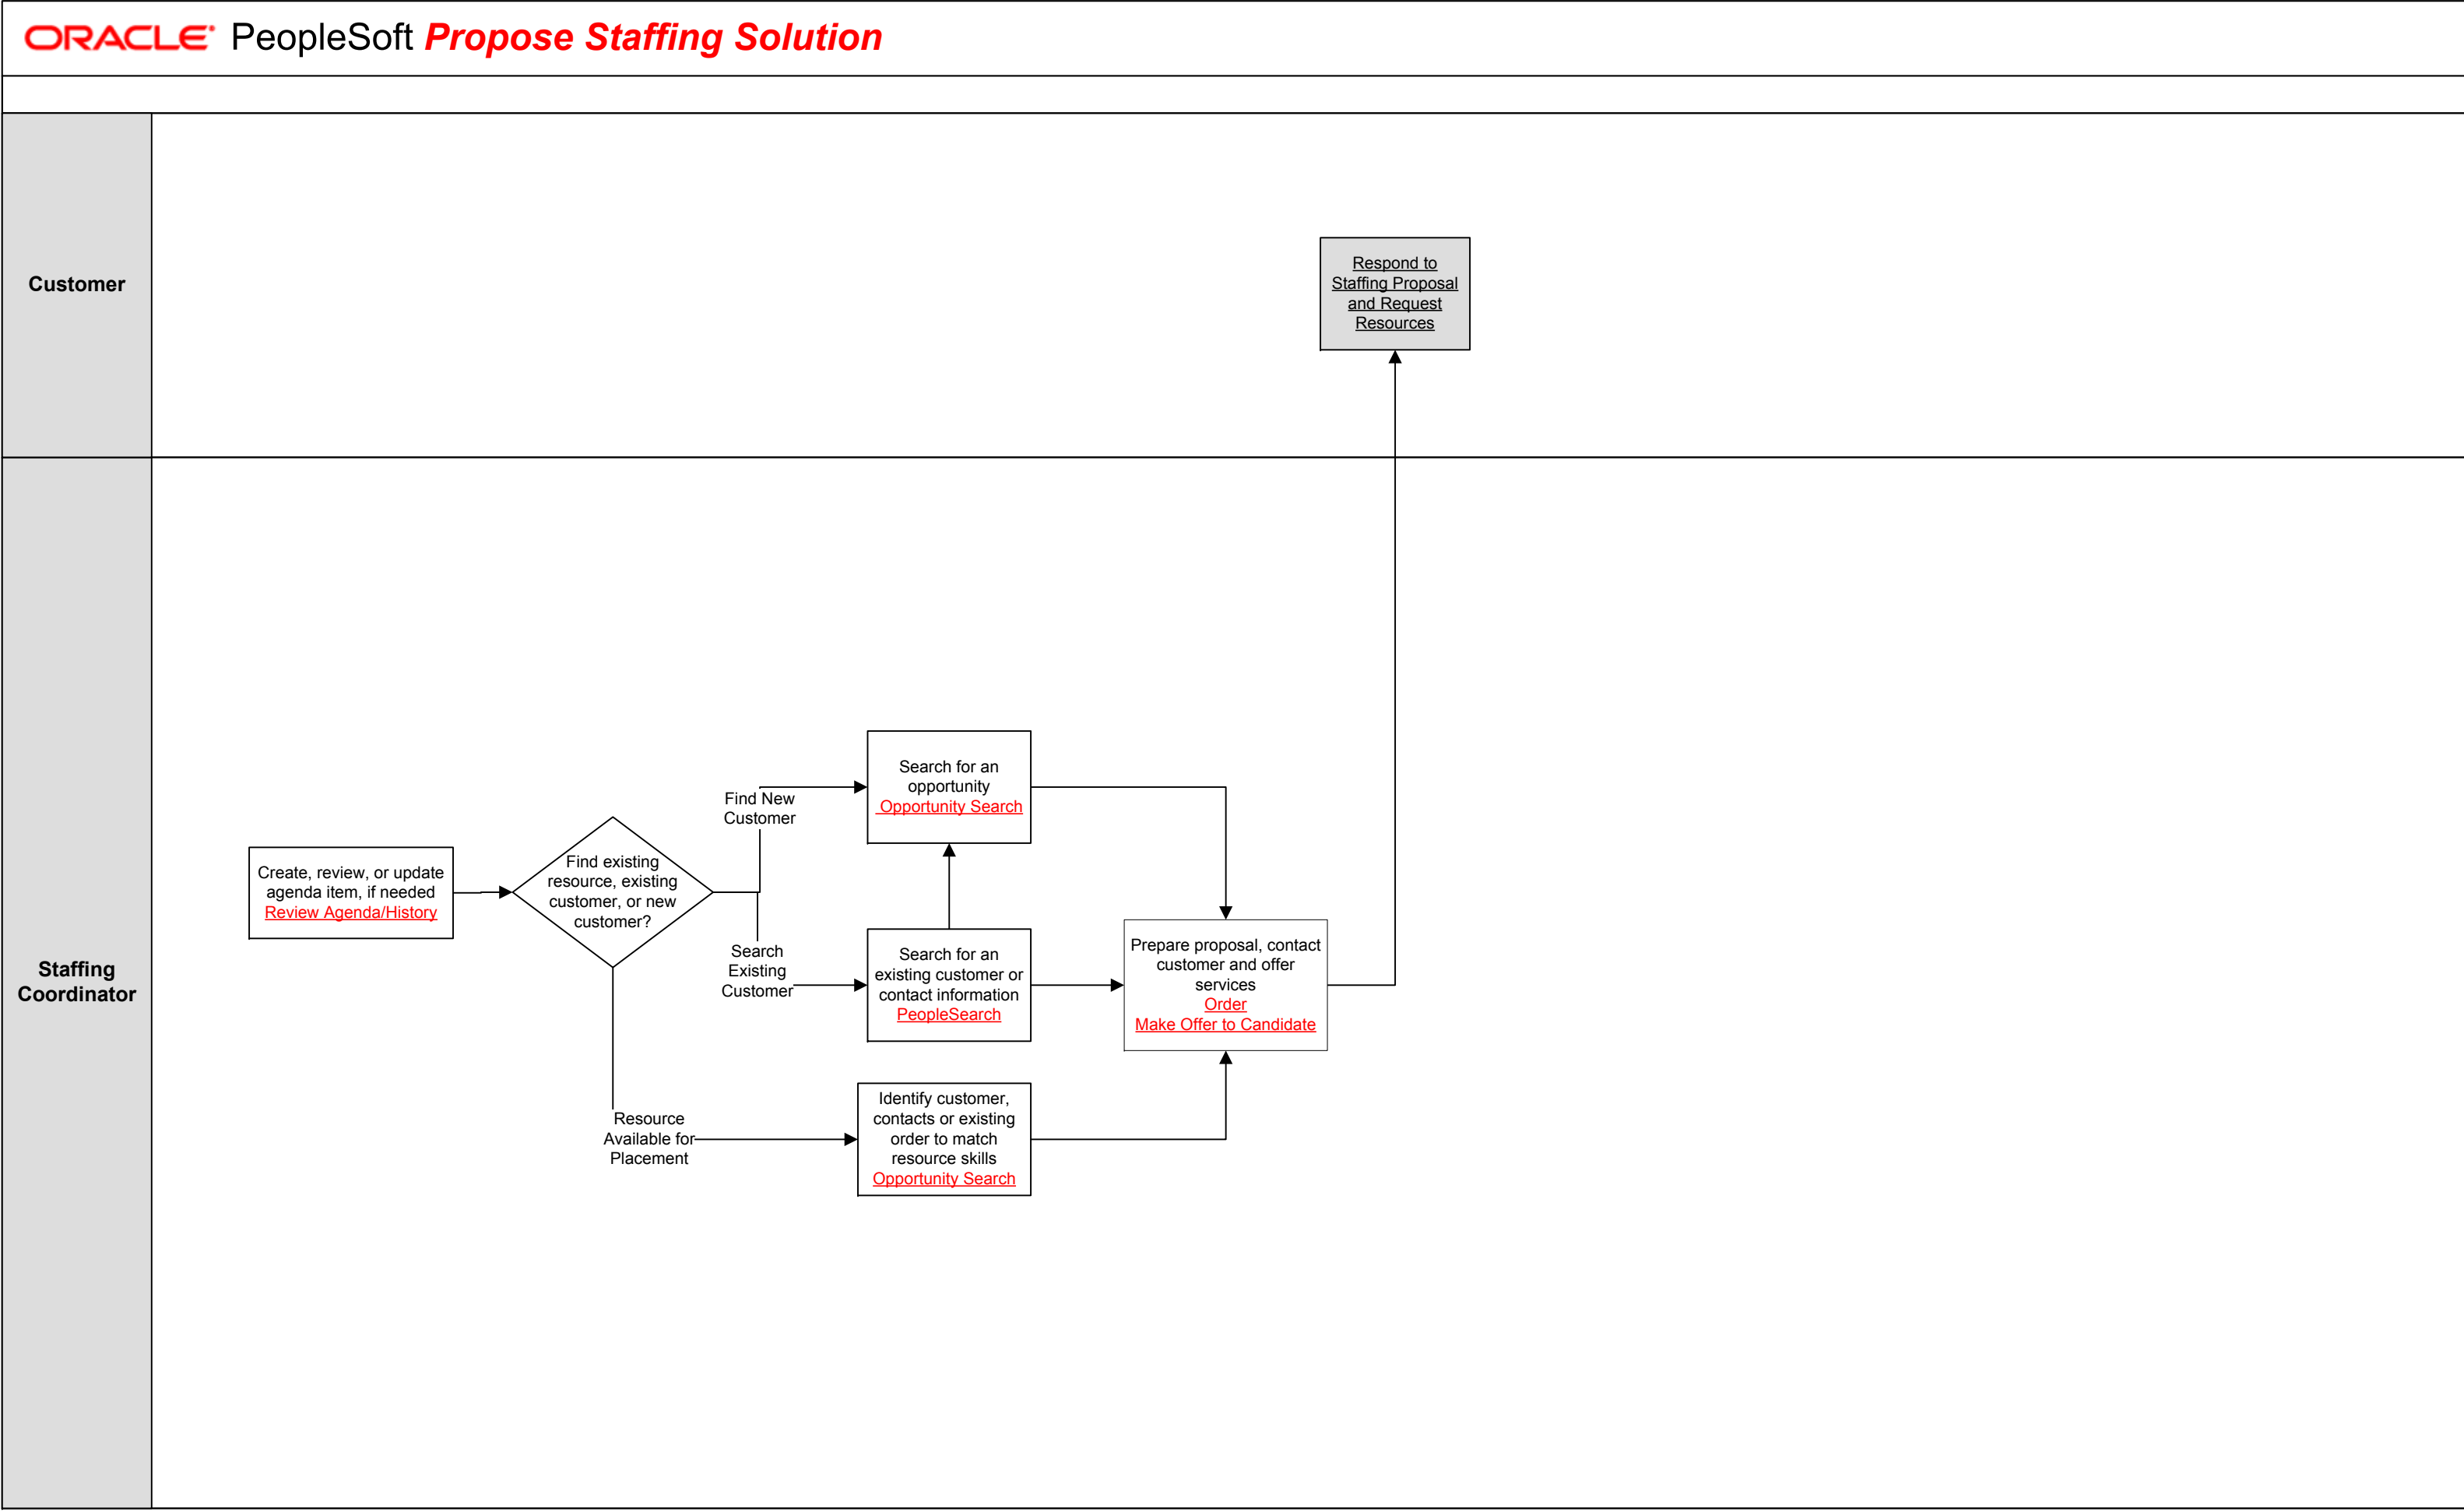 ORACLE® PeopleSoft Propose Staffing Solution
Customer
Respond to
Staffing Proposal
and Request
Resources
Staffing
Coordinator
Create, review, or update
agenda item, if needed
Review Agenda/History
Find existing
resource, existing
customer, or new
customer?
Find New
Customer
Search for an
opportunity
Opportunity Search
Search
Existing
Customer
Search for an
existing customer or
contact information
PeopleSearch
Resource
Available for
Placement
Identify customer,
contacts or existing
order to match
resource skills
Opportunity Search
Prepare proposal, contact
customer and offer
services
Order
Make Offer to Candidate